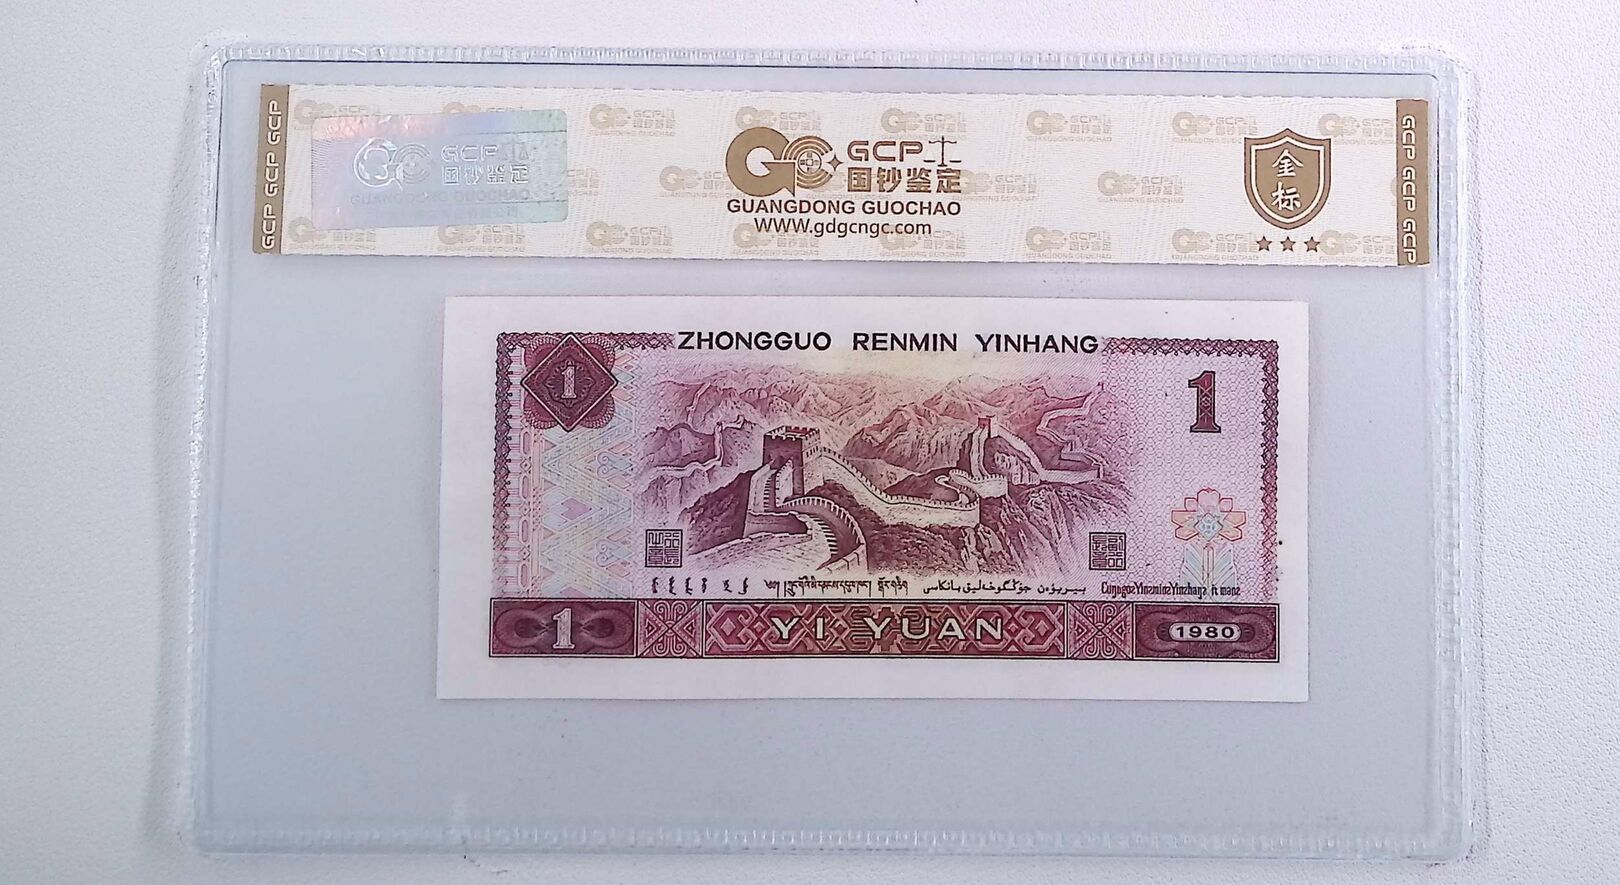 GCP GCP GCP
GCP
国钞鉴定
GUANGDONG GUOCHAO
GCP
国钞鉴定
GUANGDONG GUOCHAO
WWW.gdgcngc.com
金
标
GCP GCP GCP
ZHONGGUO RENMIN YINHANG
1
1
1
YI YUAN
1980